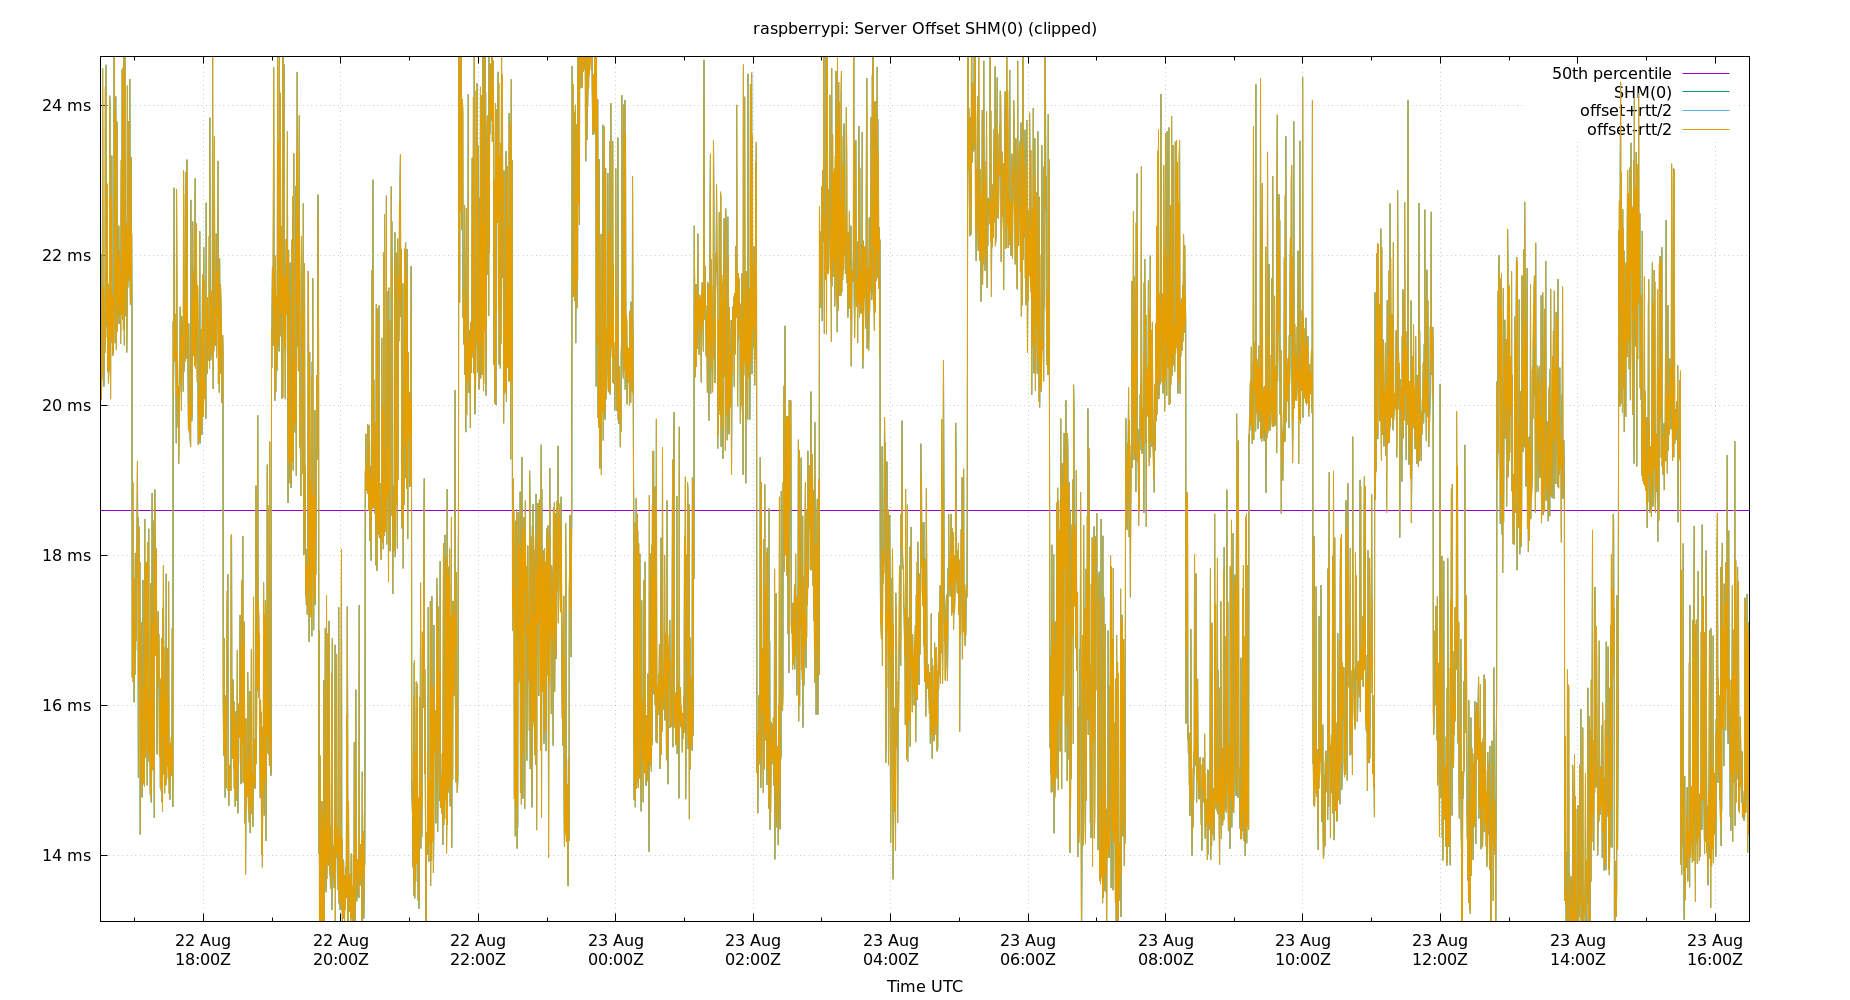 raspberrypi: Server Offset SHM(0) (clipped)
50th percentile
SHM(0)
offset+rtt/2
offset-rtt/2
24 ms
22 ms
20 ms
18 ms
16 ms
14 ms
22 Aug 22 Aug 22 Aug 23 Aug 23 Aug 23 Aug 23 Aug 23 Aug 23 Aug 23 Aug 23 Aug 23 Aug
18:00Z 20:00Z 22:00Z 00:00Z 02:00Z 04:00Z 06:00Z 08:00Z 10:00Z 12:00Z 14:00Z 16:00Z
Time UTC